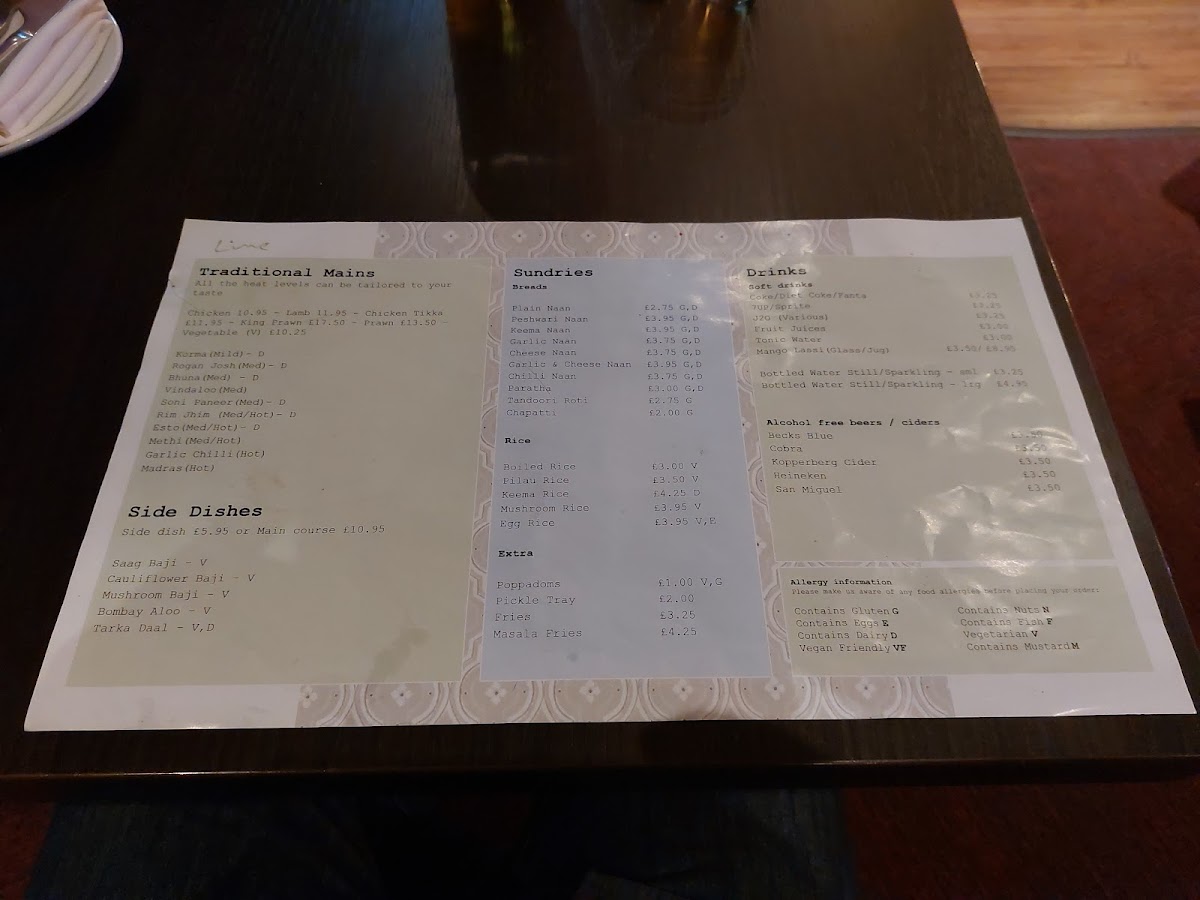 Lime
Traditional Mains
All the heat levels can be tailored to your
taste
Chicken 10.95 - Lamb 11.95 - Chicken Tikka
£11.95 - King Prawn £17.50 - Prawn £13.50 -
Vegetable (V) £10.25
Korma(Mild)- D
Rogan Josh(Med)- D
Bhuna(Med) - D
Vindaloo(Med)
Soni Paneer(Med)- D
Rim Jhim (Med/Hot)- D
Esto(Med/Hot)- D
Methi(Med/Hot)
Garlic Chilli(Hot)
Madras(Hot)
Side Dishes
Side dish £5.95 or Main course £10.95
Saag Baji - V
Cauliflower Baji - V
Mushroom Baji - V
Bombay Aloo - V
Tarka Daal - V,D
Sundries
Breads
Plain Naan £2.75 G,D
Peshwari Naan £3.95 G,D
Keema Naan £3.95 G,D
Garlic Naan £3.75 G,D
Cheese Naan £3.75 G,D
Garlic & Cheese Naan £3.95 G,D
Chilli Naan £3.75 G,D
Paratha £3.00 G,D
Tandoori Roti £2.75 G
Chapatti £2.00 G
Rice
Boiled Rice £3.00 V
Pilau Rice £3.50 V
Keema Rice £4.25 D
Mushroom Rice £3.95 V
Egg Rice £3.95 V,E
Extra
Poppadoms £1.00 V,G
Pickle Tray £2.00
Fries £3.25
Masala Fries £4.25
Drinks
Soft drinks
Coke/Diet Coke/Fanta £3.25
7UP/Sprite £3.25
J2O (Various) £3.25
Fruit Juices £3.00
Tonic Water £3.00
Mango Lassi(Glass/Jug) £3.50/
Bottled Water Still/Sparkling - sml £3.25
Bottled Water Still/Sparkling - lrg £4.95
Alcohol free beers / ciders
Becks Blue £3.50
Cobra £3.50
Kopperberg Cider £3.50
Heineken £3.50
San Miguel £3.50
Allergy information
Please make us aware of any food allergies before placing your order:
Contains Gluten G
Contains Eggs E
Contains Dairy D
Vegan Friendly VF
Contains Nuts N
Contains Fish F
Vegetarian V
Contains Mustard M